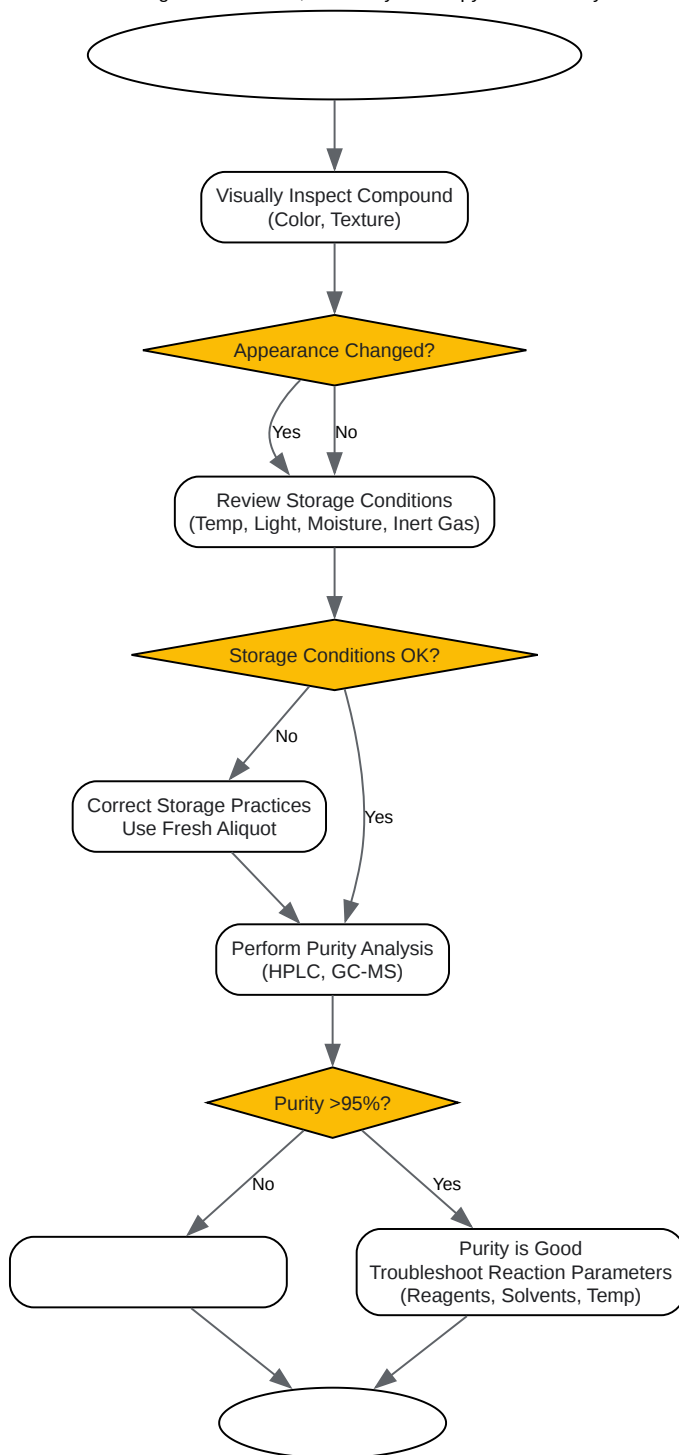 Visually Inspect Compound
(Color, Texture)
Appearance Changed?
Yes
No
Review Storage Conditions
(Temp, Light, Moisture, Inert Gas)
Storage Conditions OK?
No
Correct Storage Practices
Use Fresh Aliquot
Yes
Perform Purity Analysis
(HPLC, GC-MS)
Purity >95%?
No
Yes
Purity is Good
Troubleshoot Reaction Parameters
(Reagents, Solvents, Temp)